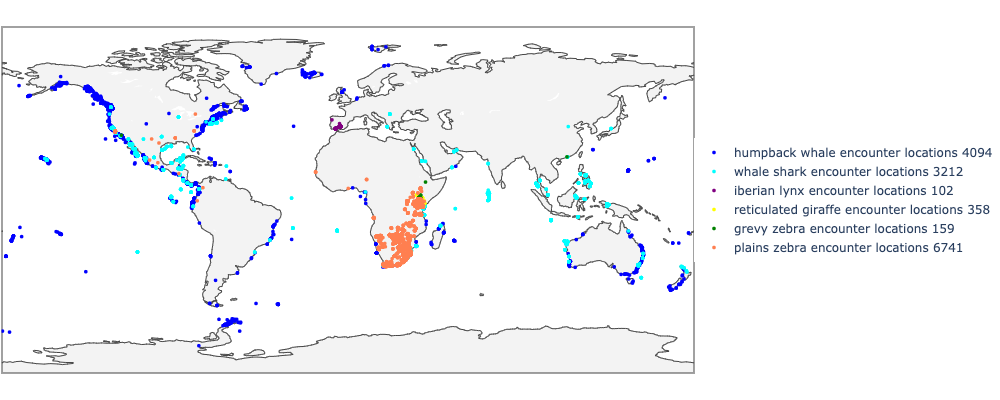 humpback whale encounter locations 4094
whale shark encounter locations 3212
iberian lynx encounter locations 102
reticulated giraffe encounter locations 358
grevy zebra encounter locations 159
plains zebra encounter locations 6741